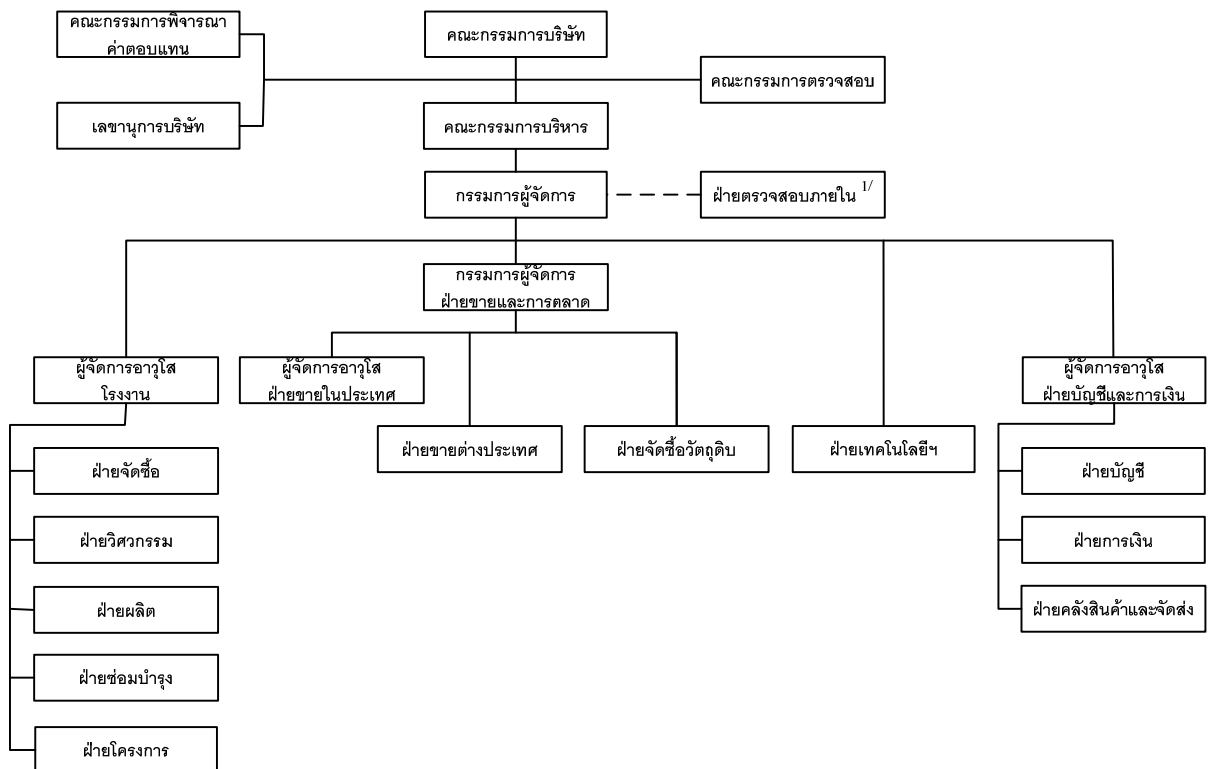 คณะกรรมการพิจารณา
ค่าตอบแทน
คณะกรรมการบริษัท
คณะกรรมการตรวจสอบ
เลขานุการบริษัท
คณะกรรมการบริหาร
กรรมการผู้จัดการ
ฝ่ายตรวจสอบภายใน 1/
กรรมการผู้จัดการ
ฝ่ายขายและการตลาด
ผู้จัดการอาวุโส
โรงงาน
ผู้จัดการอาวุโส
ฝ่ายขายในประเทศ
ผู้จัดการอาวุโส
ฝ่ายบัญชีและการเงิน
ฝ่ายขายต่างประเทศ
ฝ่ายจัดซื้อวัตถุดิบ
ฝ่ายเทคโนโลยีฯ
ฝ่ายจัดซื้อ
ฝ่ายบัญชี
ฝ่ายวิศวกรรม
ฝ่ายการเงิน
ฝ่ายผลิต
ฝ่ายคลังสินค้าและจัดส่ง
ฝ่ายซ่อมบำรุง
ฝ่ายโครงการ